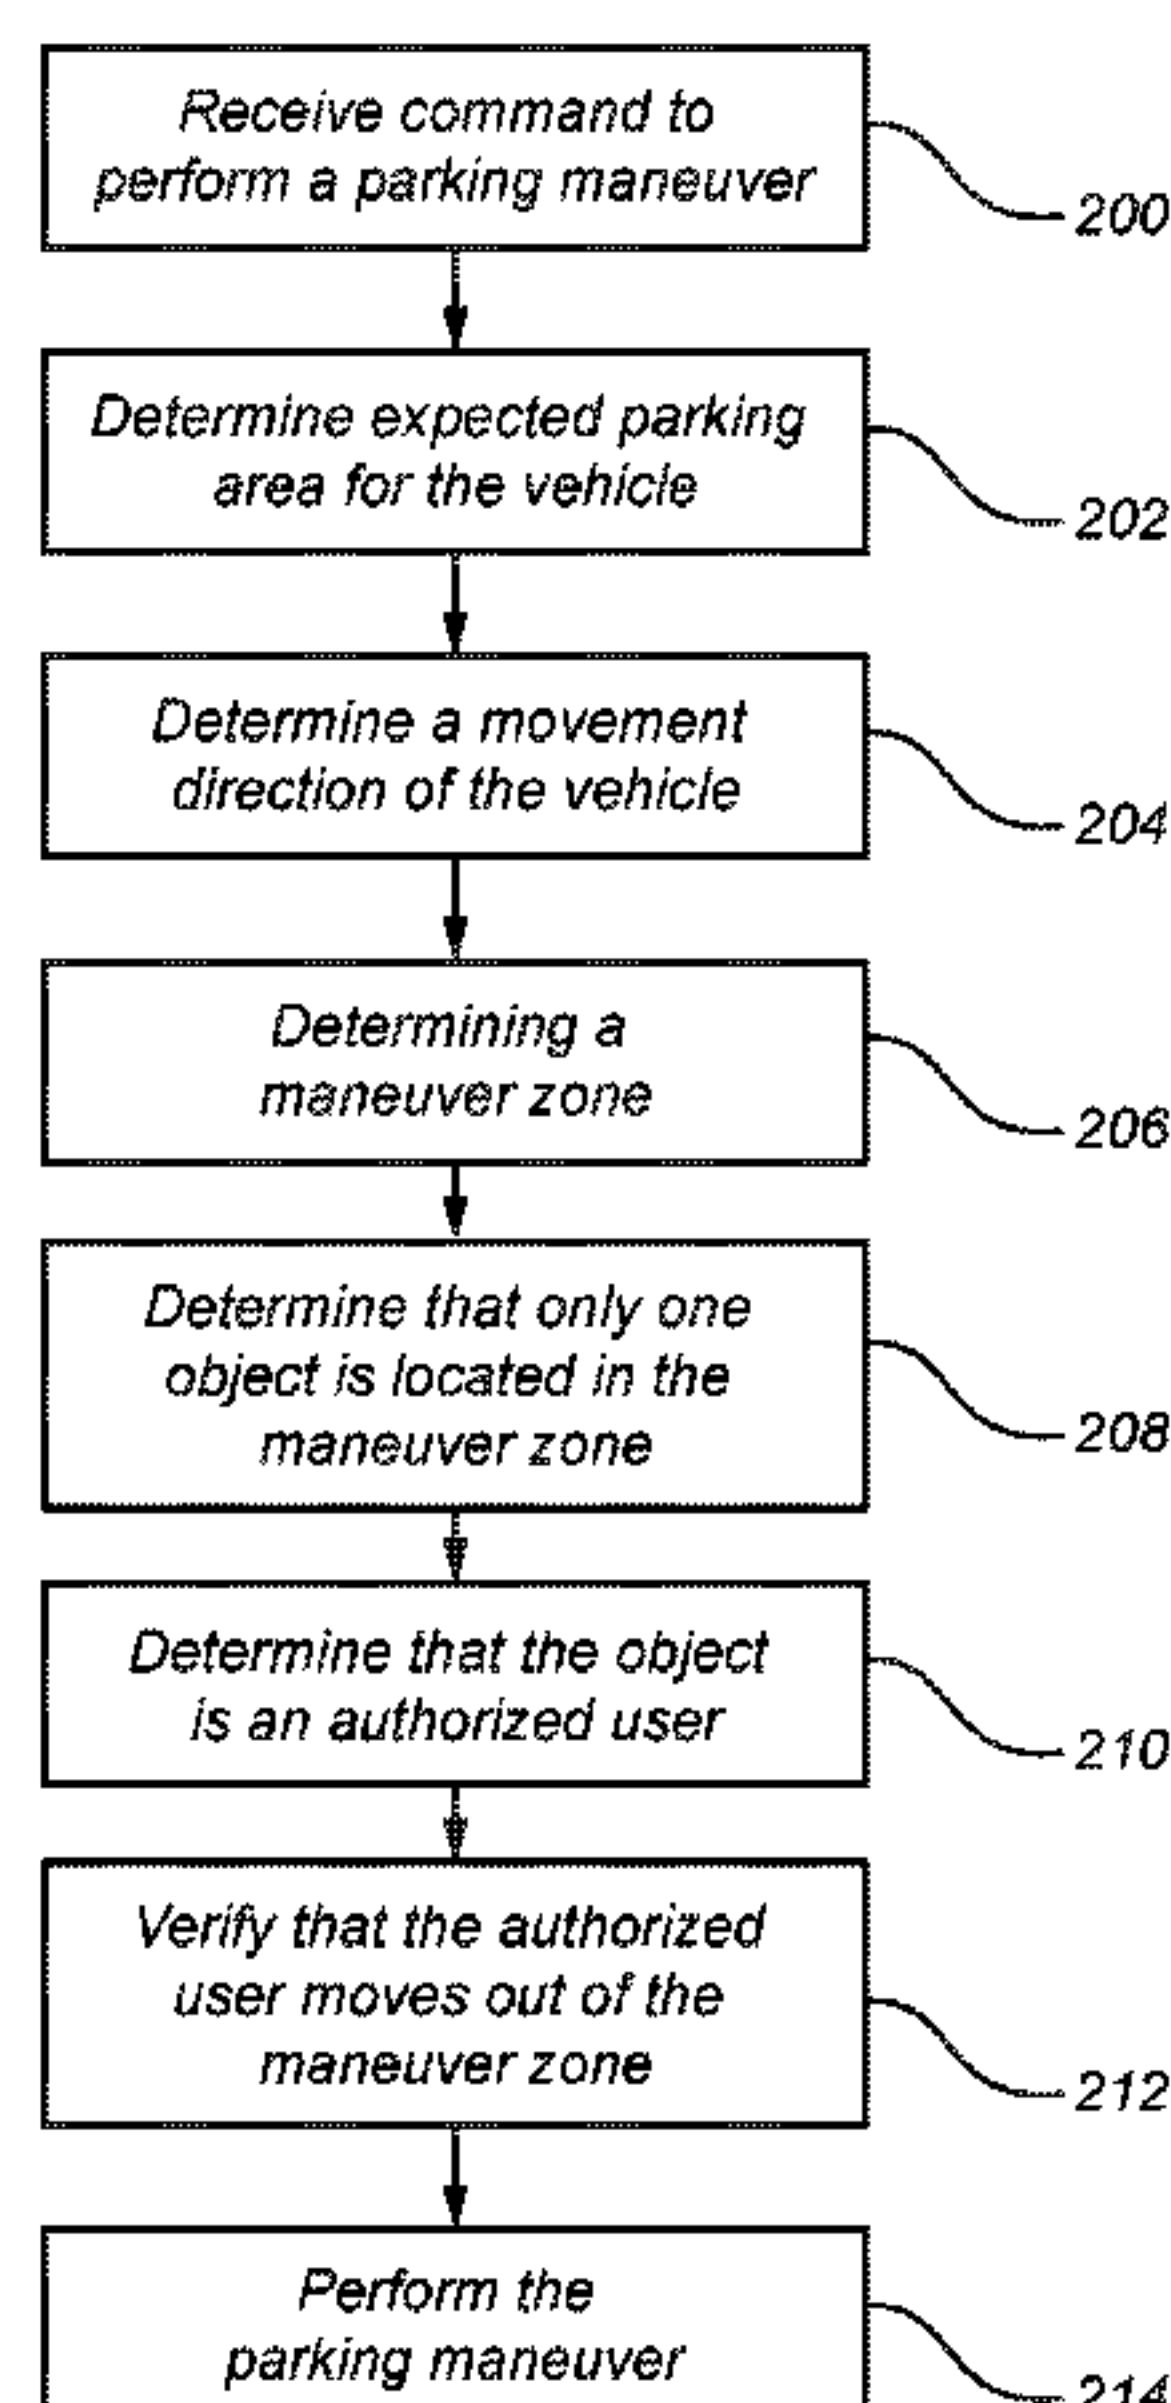 Receive command to
perform a parking maneuver
200
Determine expected parking
area for the vehicle
202
Determine a movement
direction of the vehicle
204
Determining a
maneuver zone
206
Determine that only one
object is located in the
maneuver zone
208
Determine that the object
is an authorized user
210
Verify that the authorized
user moves out of the
maneuver zone
212
Perform the
parking maneuver
214